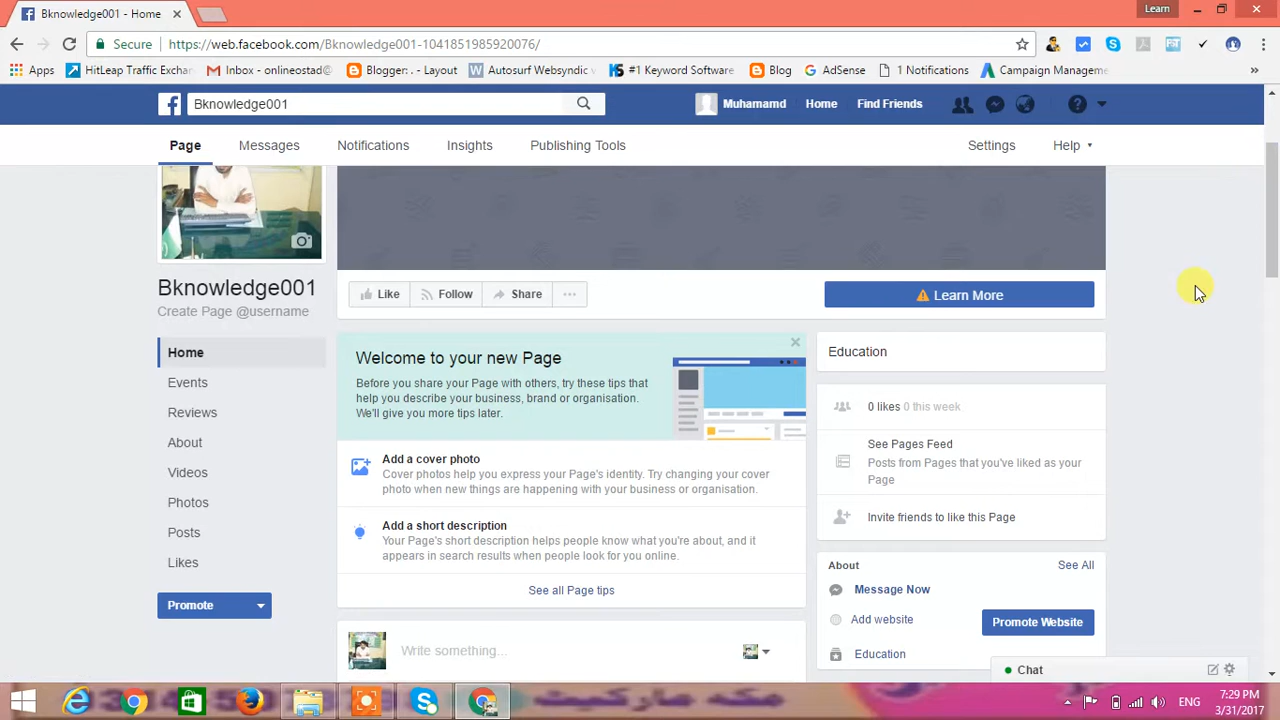 Bknowledge001 - Home
Learn
Secure
https://web.facebook.com/Bknowledge001-1041851985920076/
Apps
HitLeap Traffic Exchan
Inbox - onlineostad
Blogger: . - Layout
Autosurf Websyndic
#1 Keyword Software
Blog
AdSense
1 Notifications
Campaign Manageme
»
Bknowledge001
Muhamamd
Home
Find Friends
Page
Messages
Notifications
Insights
Publishing Tools
Settings
Help
Bknowledge001
Create Page @username
Like
Follow
Share
...
Learn More
Home
Events
Reviews
About
Videos
Photos
Posts
Likes
Promote
Welcome to your new Page
Before you share your Page with others, try these tips that
help you describe your business, brand or organisation.
We'll give you more tips later.
Add a cover photo
Cover photos help you express your Page's identity. Try changing your cover
photo when new things are happening with your business or organisation.
Add a short description
Your Page's short description helps people know what you're about, and it
appears in search results when people look for you online.
See all Page tips
Write something...
Education
0 likes 0 this week
See Pages Feed
Posts from Pages that you've liked as your
Page
Invite friends to like this Page
About
See All
Message Now
Add website
Promote Website
Education
Chat
ENG
7:29 PM
3/31/2017